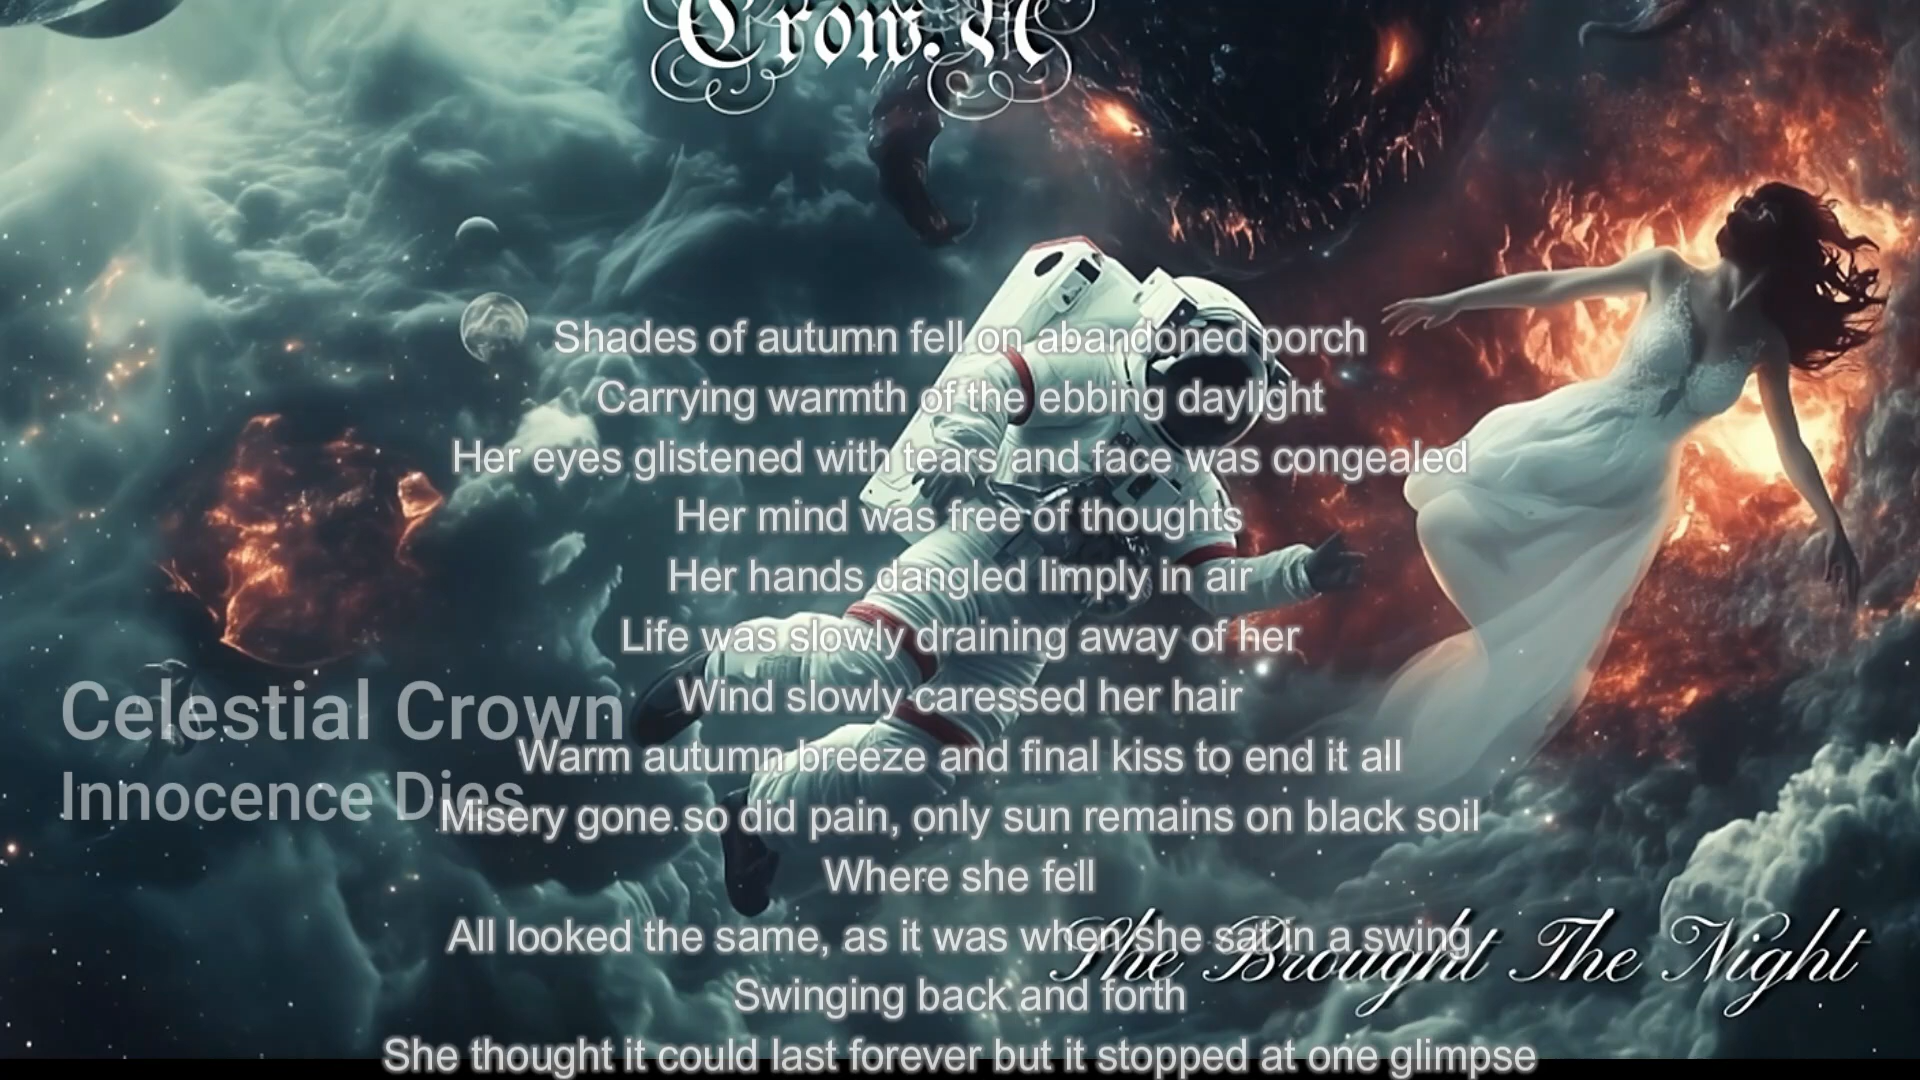 Crow.N
Shades of autumn fell on abandoned porch
Carrying warmth of the ebbing daylight
Her eyes glistened with tears and face was congealed
Her mind was free of thoughts
Her hands dangled limply in air
Life was slowly draining away of her
Wind slowly caressed her hair
Celestial Crown
Warm autumn breeze and final kiss to end it all
Innocence Dies
Misery gone so did pain, only sun remains on black soil
Where she fell
All looked the same, as it was when she sat in a swing
She Brought The Night
Swinging back and forth
She thought it could last forever but it stopped at one glimpse